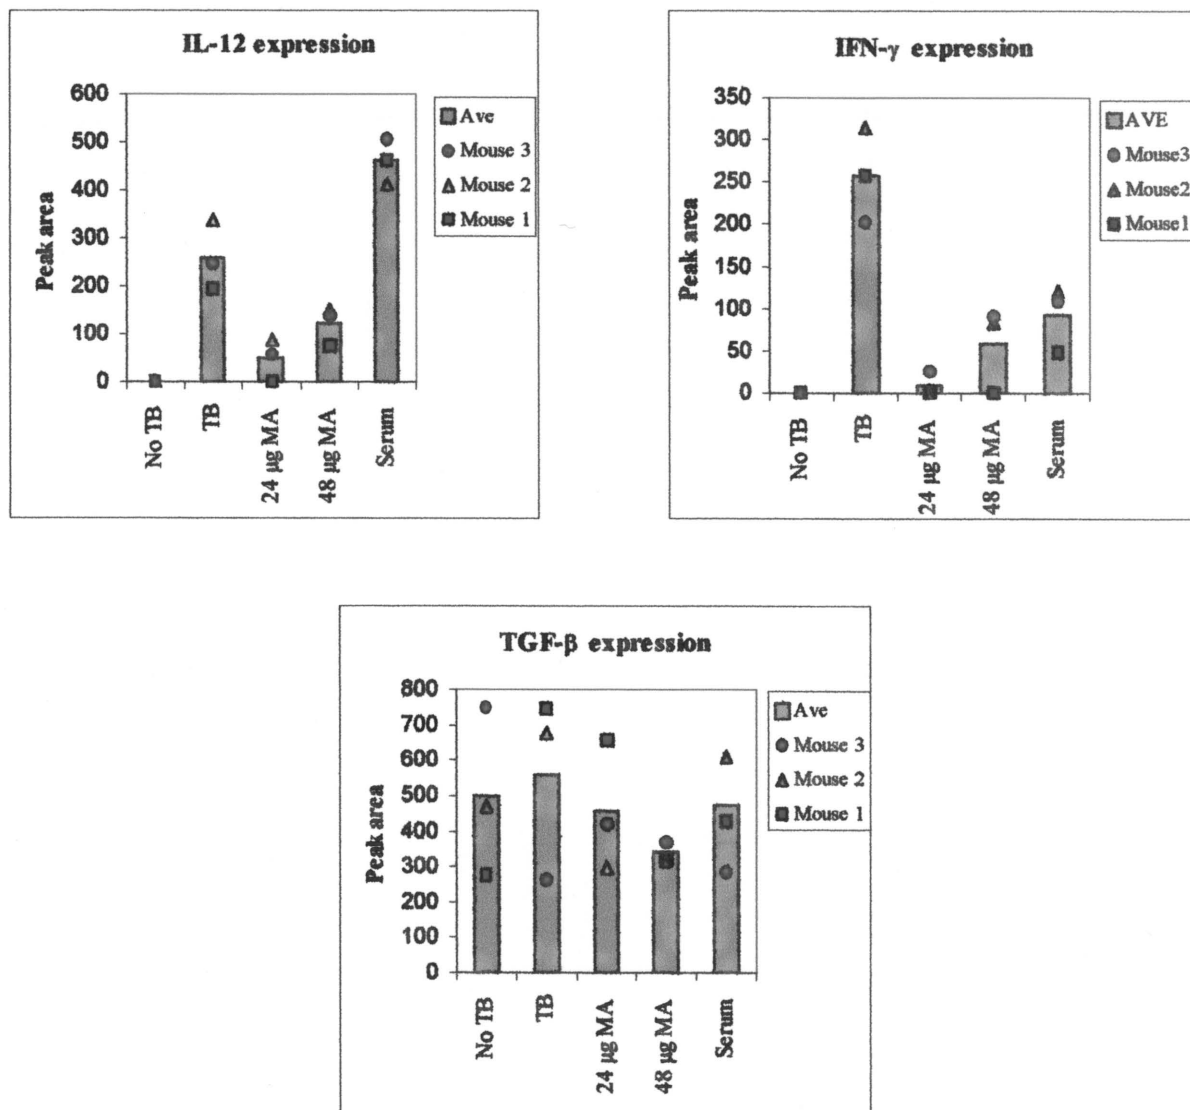 IL-12 expression
Peak area
600
500
400
300
200
100
0
No TB
TB
24 µg MA
48 µg MA
Serum
Ave
Mouse 3
Mouse 2
Mouse 1
IFN-γ expression
Peak area
350
300
250
200
150
100
50
0
No TB
TB
24 µg MA
48 µg MA
Serum
AVE
Mouse3
Mouse2
Mouse1
TGF-β expression
Peak area
800
700
600
500
400
300
200
100
0
No TB
TB
24 µg MA
48 µg MA
Serum
Ave
Mouse 3
Mouse 2
Mouse 1